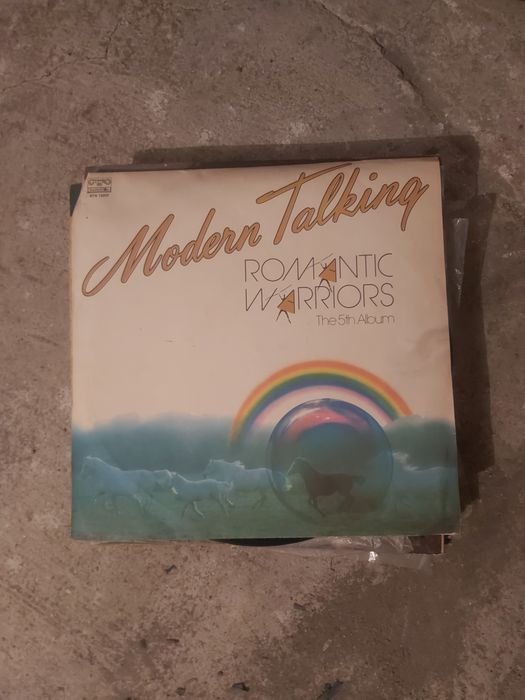 Modern Talking
ROMANTIC
WARRIORS
The 5th Album